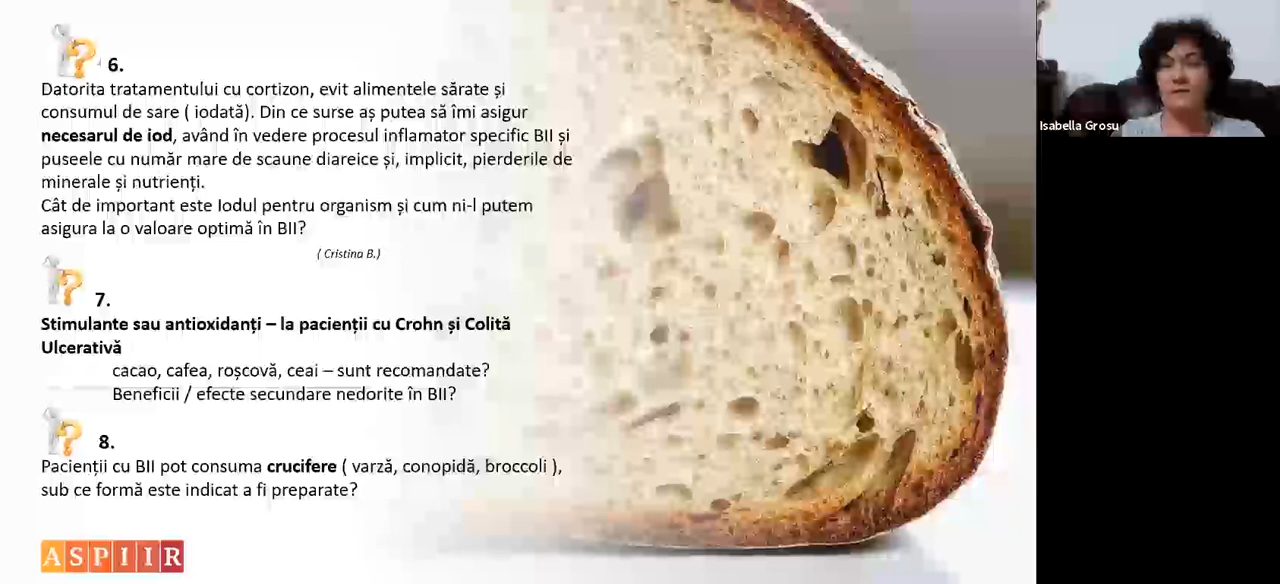 6.
Datorita tratamentului cu cortizon, evit alimentele sărate și
consumul de sare ( iodată). Din ce surse aș putea să îmi asigur
necesarul de iod, având în vedere procesul inflamator specific BII și
puseele cu număr mare de scaune diareice și, implicit, pierderile de
minerale și nutrienți.
Cât de important este Iodul pentru organism și cum ni-l putem
asigura la o valoare optimă în BII?
( Cristina B.)
7.
Stimulante sau antioxidanți – la pacienții cu Crohn și Colită
Ulcerativă
cacao, cafea, roșcovă, ceai – sunt recomandate?
Beneficii / efecte secundare nedorite în BII?
8.
Pacienții cu BII pot consuma crucifere ( varză, conopidă, broccoli ),
sub ce formă este indicat a fi preparate?
ASPIIR
Isabella Grosu